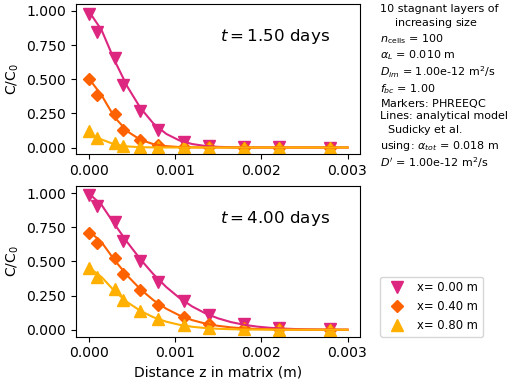 1.000
0.750
0.500
0.250
0.000
C/C₀
t = 1.50 days
0.000
0.001
0.002
0.003
10 stagnant layers of
increasing size
n_cells = 100
α_L = 0.010 m
D_im = 1.00e-12 m²/s
f_bc = 1.00
Markers: PHREEQC
Lines: analytical model
Sudicky et al.
using: α_tot = 0.018 m
D' = 1.00e-12 m²/s
1.000
0.750
0.500
0.250
0.000
C/C₀
t = 4.00 days
0.000
0.001
0.002
0.003
Distance z in matrix (m)
x= 0.00 m
x= 0.40 m
x= 0.80 m